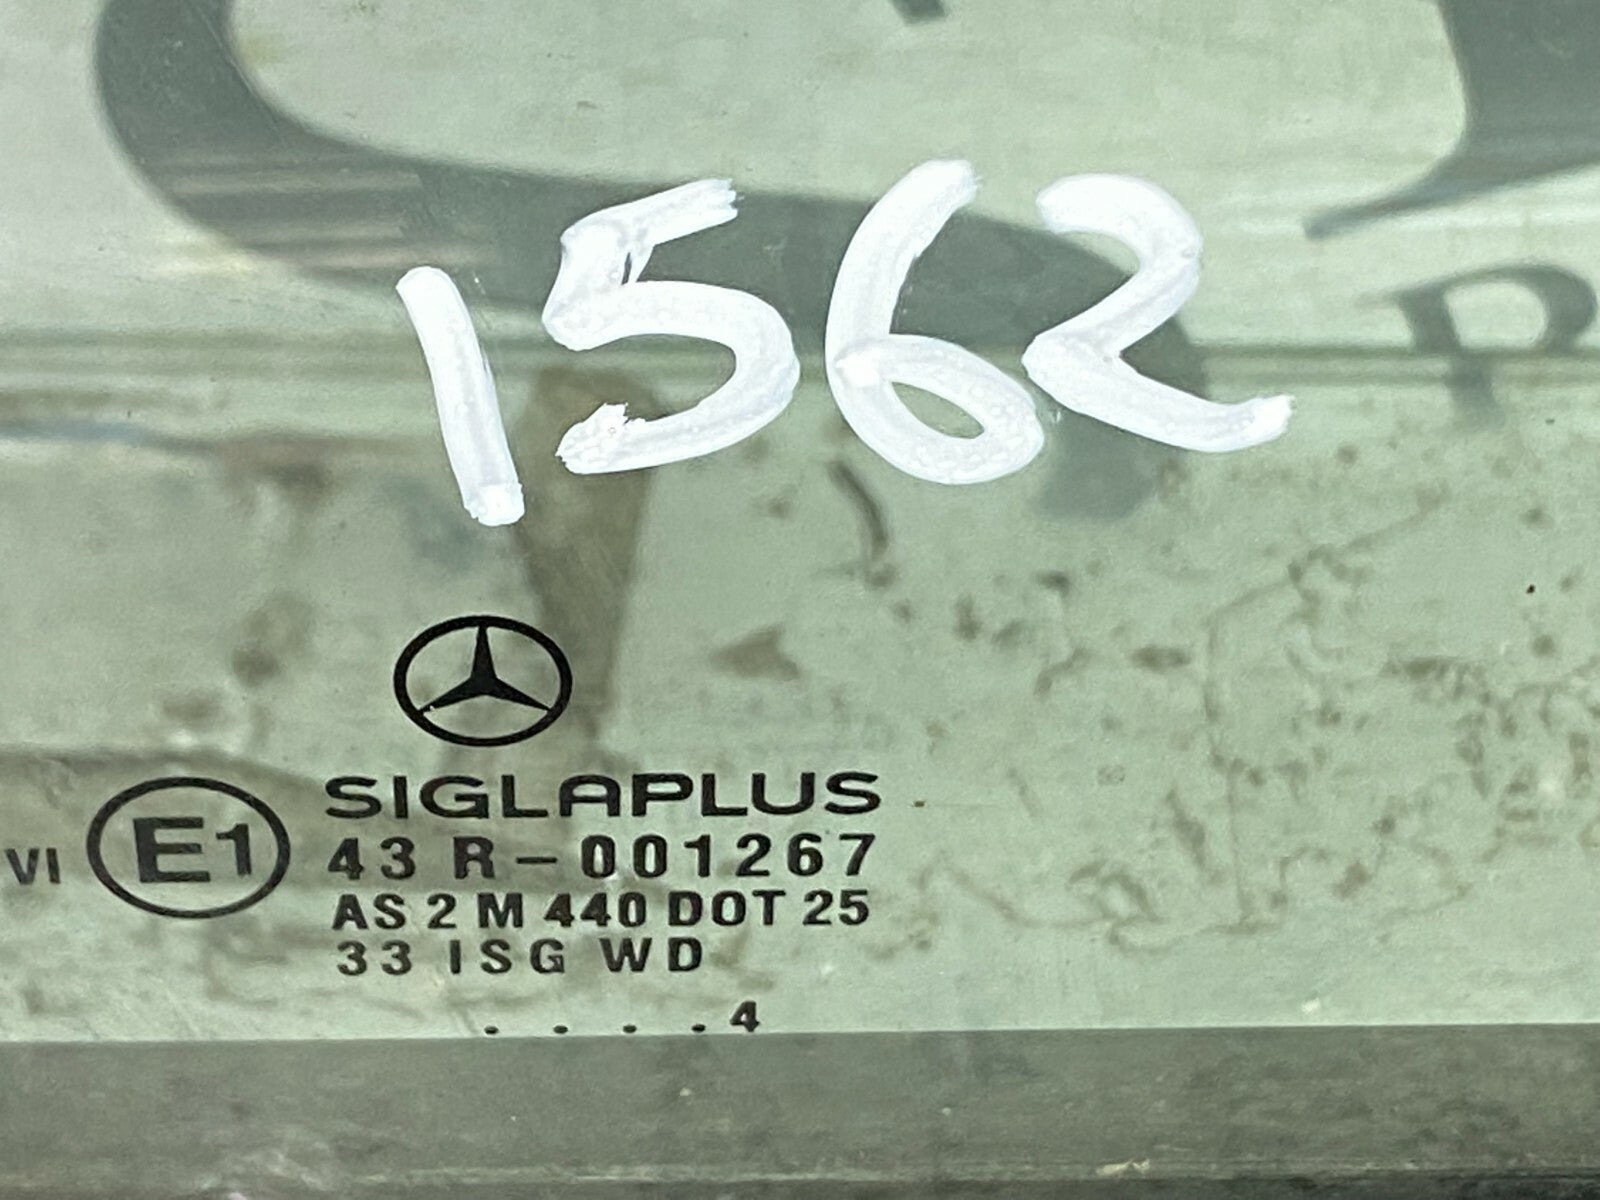 1562
SIGLAPLUS
VI E1 43 R-001267
AS 2 M 440 DOT 25
33 ISG WD
. . . . 4